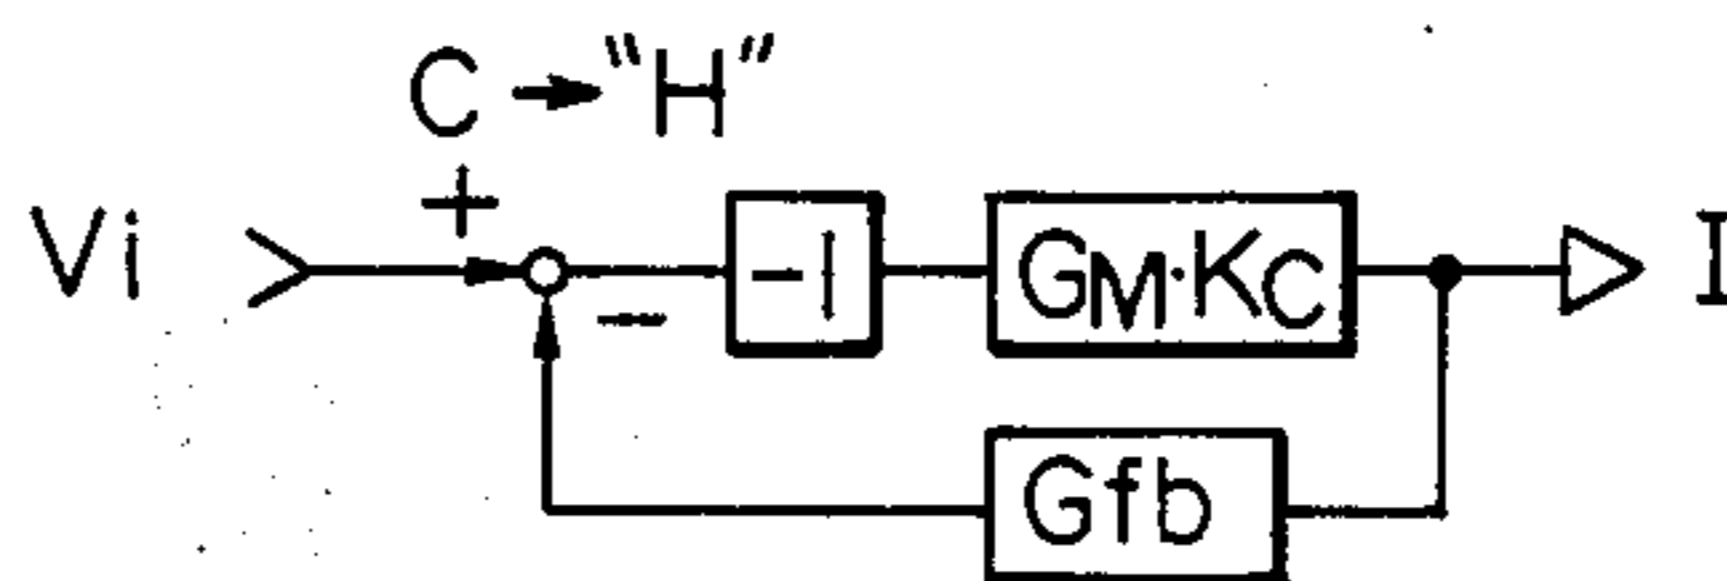 C → "H"
+
Vi
-
-1
GM·KC
I
Gfb